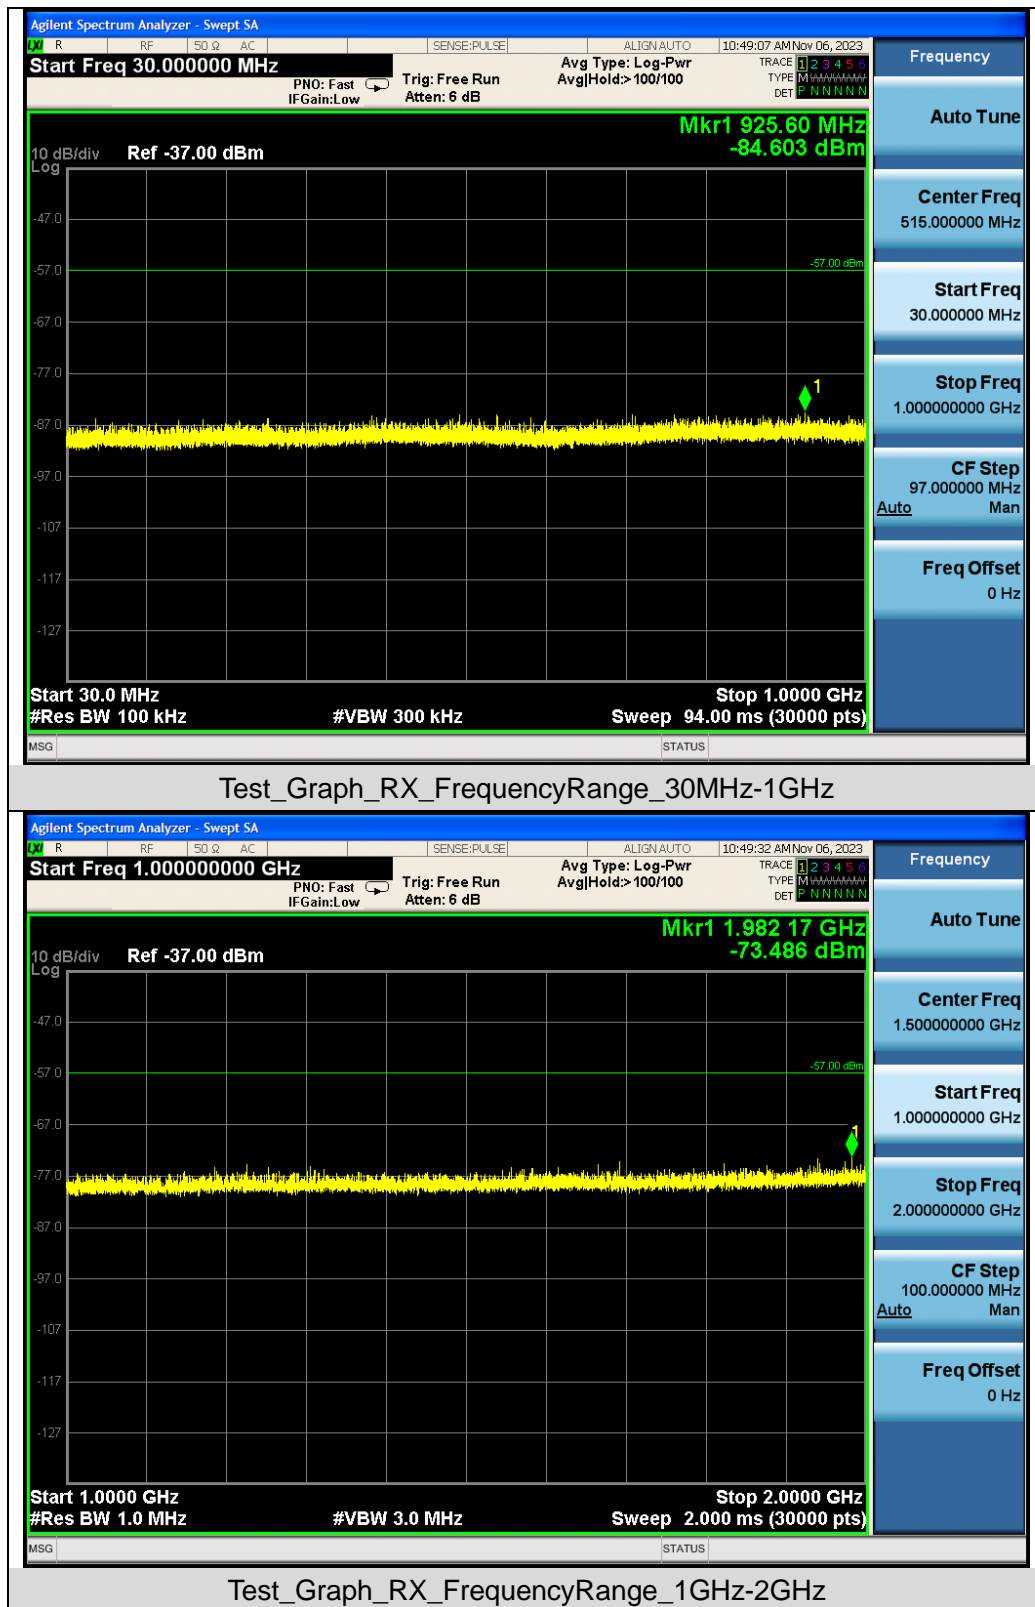 Agilent Spectrum Analyzer - Swept SA
LXI R RF 50 Ω AC SENSE:PULSE ALIGN AUTO 10:49:07 AM Nov 06, 2023
Start Freq 30.000000 MHz
PNO: Fast
IFGain:Low
Trig: Free Run
Atten: 6 dB
Avg Type: Log-Pwr
Avg|Hold:>100/100
TRACE 1 2 3 4 5 6
TYPE M WWWWW
DET P N N N N N
Mkr1 925.60 MHz
-84.603 dBm
10 dB/div Ref -37.00 dBm
Log
-47.0
-57.0
-57.00 dBm
-67.0
-77.0
1
-87.0
-97.0
-107
-117
-127
Start 30.0 MHz Stop 1.0000 GHz
#Res BW 100 kHz #VBW 300 kHz Sweep 94.00 ms (30000 pts)
MSG STATUS
Frequency
Auto Tune
Center Freq
515.000000 MHz
Start Freq
30.000000 MHz
Stop Freq
1.000000000 GHz
CF Step
97.000000 MHz
Auto Man
Freq Offset
0 Hz
Test_Graph_RX_FrequencyRange_30MHz-1GHz
Agilent Spectrum Analyzer - Swept SA
LXI R RF 50 Ω AC SENSE:PULSE ALIGN AUTO 10:49:32 AM Nov 06, 2023
Start Freq 1.000000000 GHz
PNO: Fast
IFGain:Low
Trig: Free Run
Atten: 6 dB
Avg Type: Log-Pwr
Avg|Hold:>100/100
TRACE 1 2 3 4 5 6
TYPE M WWWWW
DET P N N N N N
Mkr1 1.982 17 GHz
-73.486 dBm
10 dB/div Ref -37.00 dBm
Log
-47.0
-57.0
-57.00 dBm
-67.0
1
-77.0
-87.0
-97.0
-107
-117
-127
Start 1.0000 GHz Stop 2.0000 GHz
#Res BW 1.0 MHz #VBW 3.0 MHz Sweep 2.000 ms (30000 pts)
MSG STATUS
Frequency
Auto Tune
Center Freq
1.500000000 GHz
Start Freq
1.000000000 GHz
Stop Freq
2.000000000 GHz
CF Step
100.000000 MHz
Auto Man
Freq Offset
0 Hz
Test_Graph_RX_FrequencyRange_1GHz-2GHz